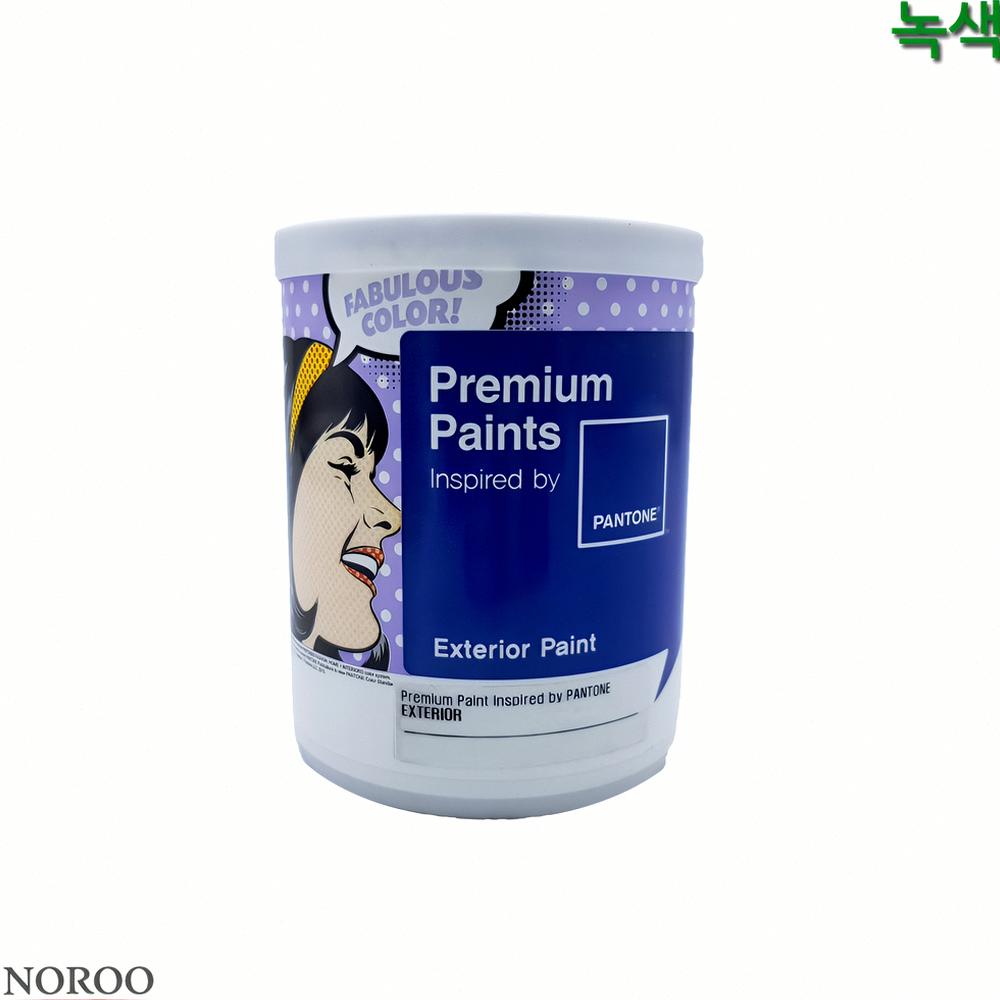 녹색
FABULOUS
COLOR!
Premium
Paints
Inspired by
PANTONE
Exterior Paint
Premium Paint Inspired by PANTONE
EXTERIOR
NOROO